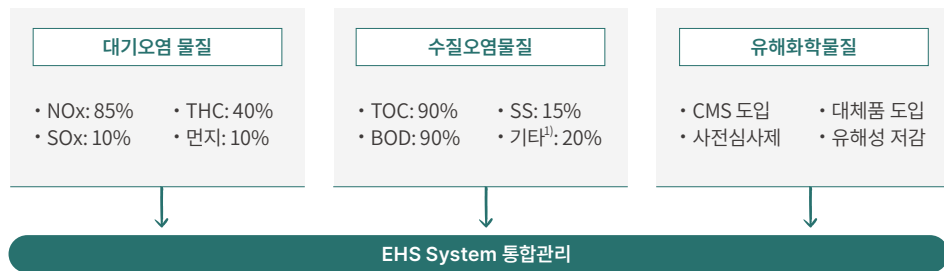 대기오염 물질
・NOx: 85% ・THC: 40%
・SOx: 10% ・먼지: 10%
수질오염물질
・TOC: 90% ・SS: 15%
・BOD: 90% ・기타1): 20%
유해화학물질
・CMS 도입 ・대체품 도입
・사전심사제 ・유해성 저감
EHS System 통합관리